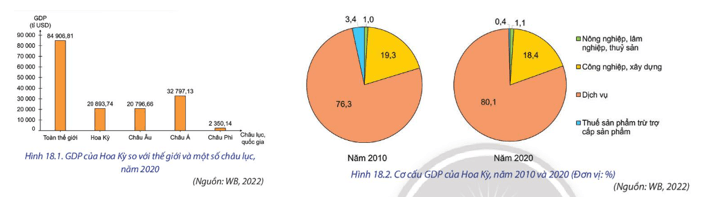 GDP
(tỉ USD)
90 000
80 000
70 000
60 000
50 000
40 000
30 000
20 000
10 000
0
84 906,81
20 893,74
20 796,66
32 797,13
2 350,14
Toàn thế giới
Hoa Kỳ
Châu Âu
Châu Á
Châu Phi
Châu lục,
quốc gia
Hình 18.1. GDP của Hoa Kỳ so với thế giới và một số châu lục,
năm 2020
(Nguồn: WB, 2022)
3,4
1,0
19,3
76,3
Năm 2010
0,4
1,1
18,4
80,1
Năm 2020
Nông nghiệp, lâm
nghiệp, thuỷ sản
Công nghiệp, xây dựng
Dịch vụ
Thuế sản phẩm trừ trợ
cấp sản phẩm
Hình 18.2. Cơ cấu GDP của Hoa Kỳ, năm 2010 và 2020 (Đơn vị: %)
(Nguồn: WB, 2022)